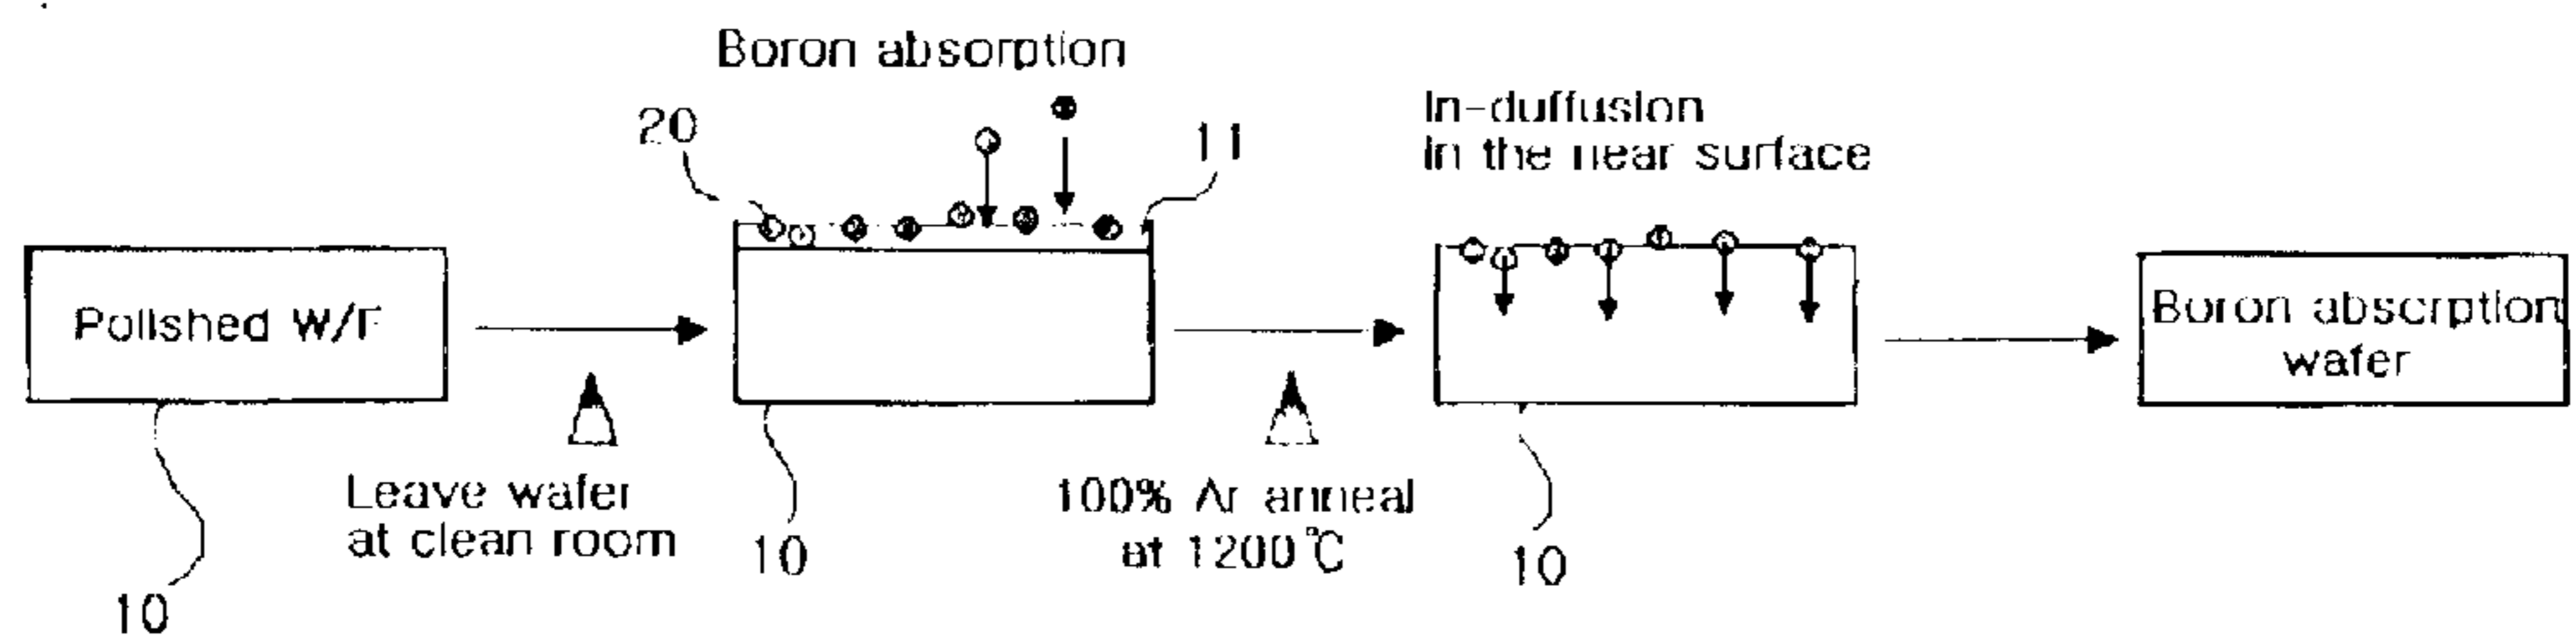 Boron absorption
20
11
In-duffusion
In the near surface
Polished W/F
Boron absorption
wafer
Leave wafer
at clean room
100% Ar anneal
at 1200℃
10
10
10